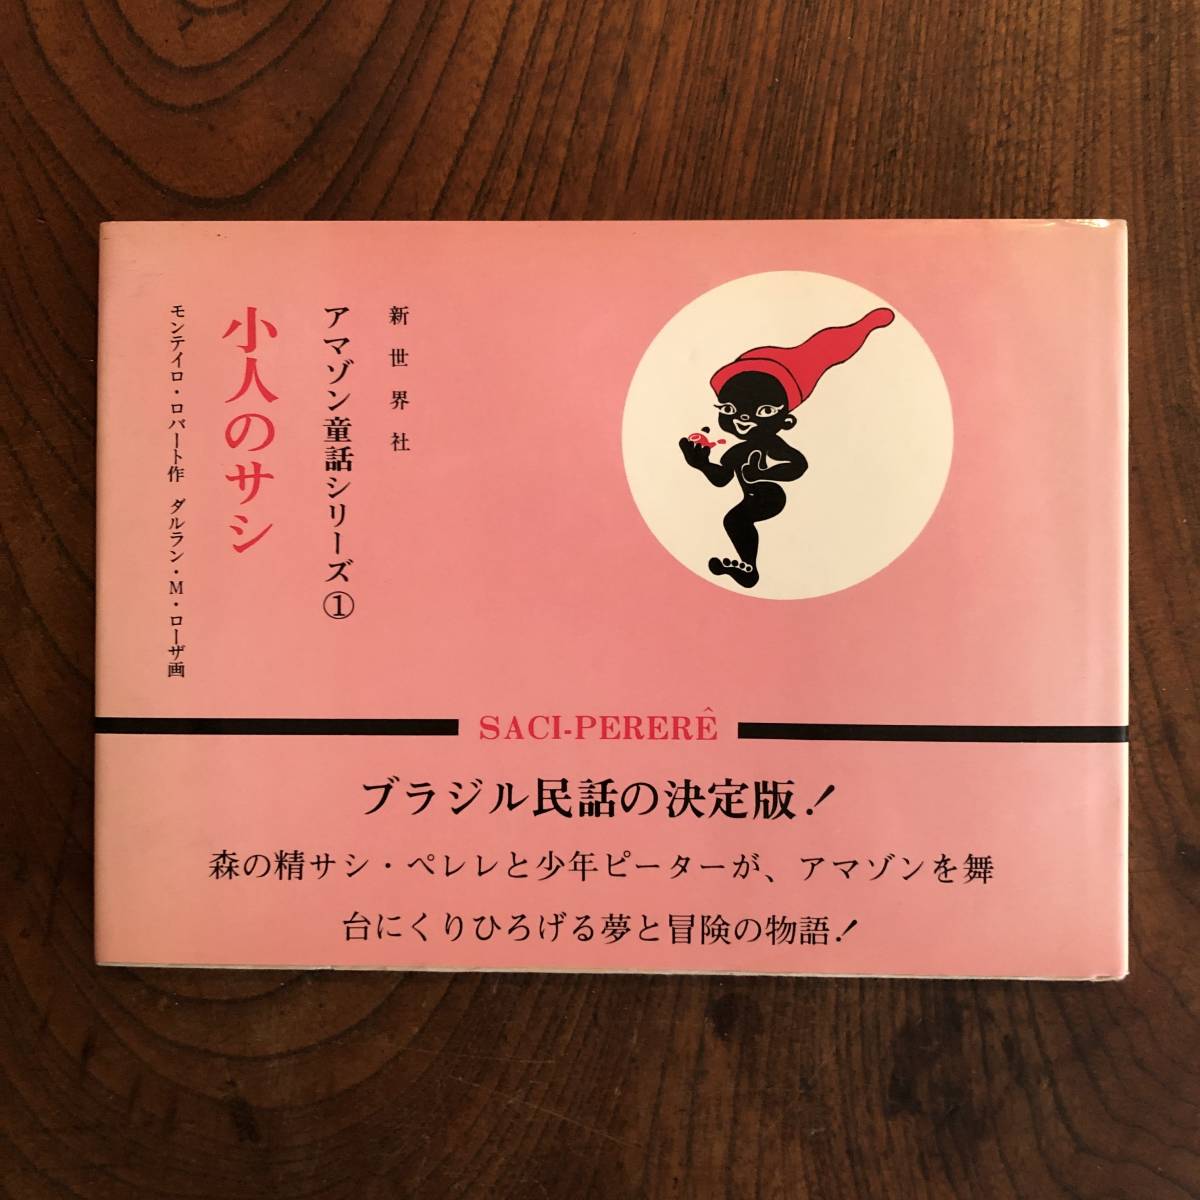 新世界社
アマゾン童話シリーズ①
小人のサシ
モンテイロ・ロバート作 ダルラン・M・ローザ画
SACI-PERERÊ
ブラジル民話の決定版！
森の精サシ・ペレレと少年ピーターが、アマゾンを舞
台にくりひろげる夢と冒険の物語！